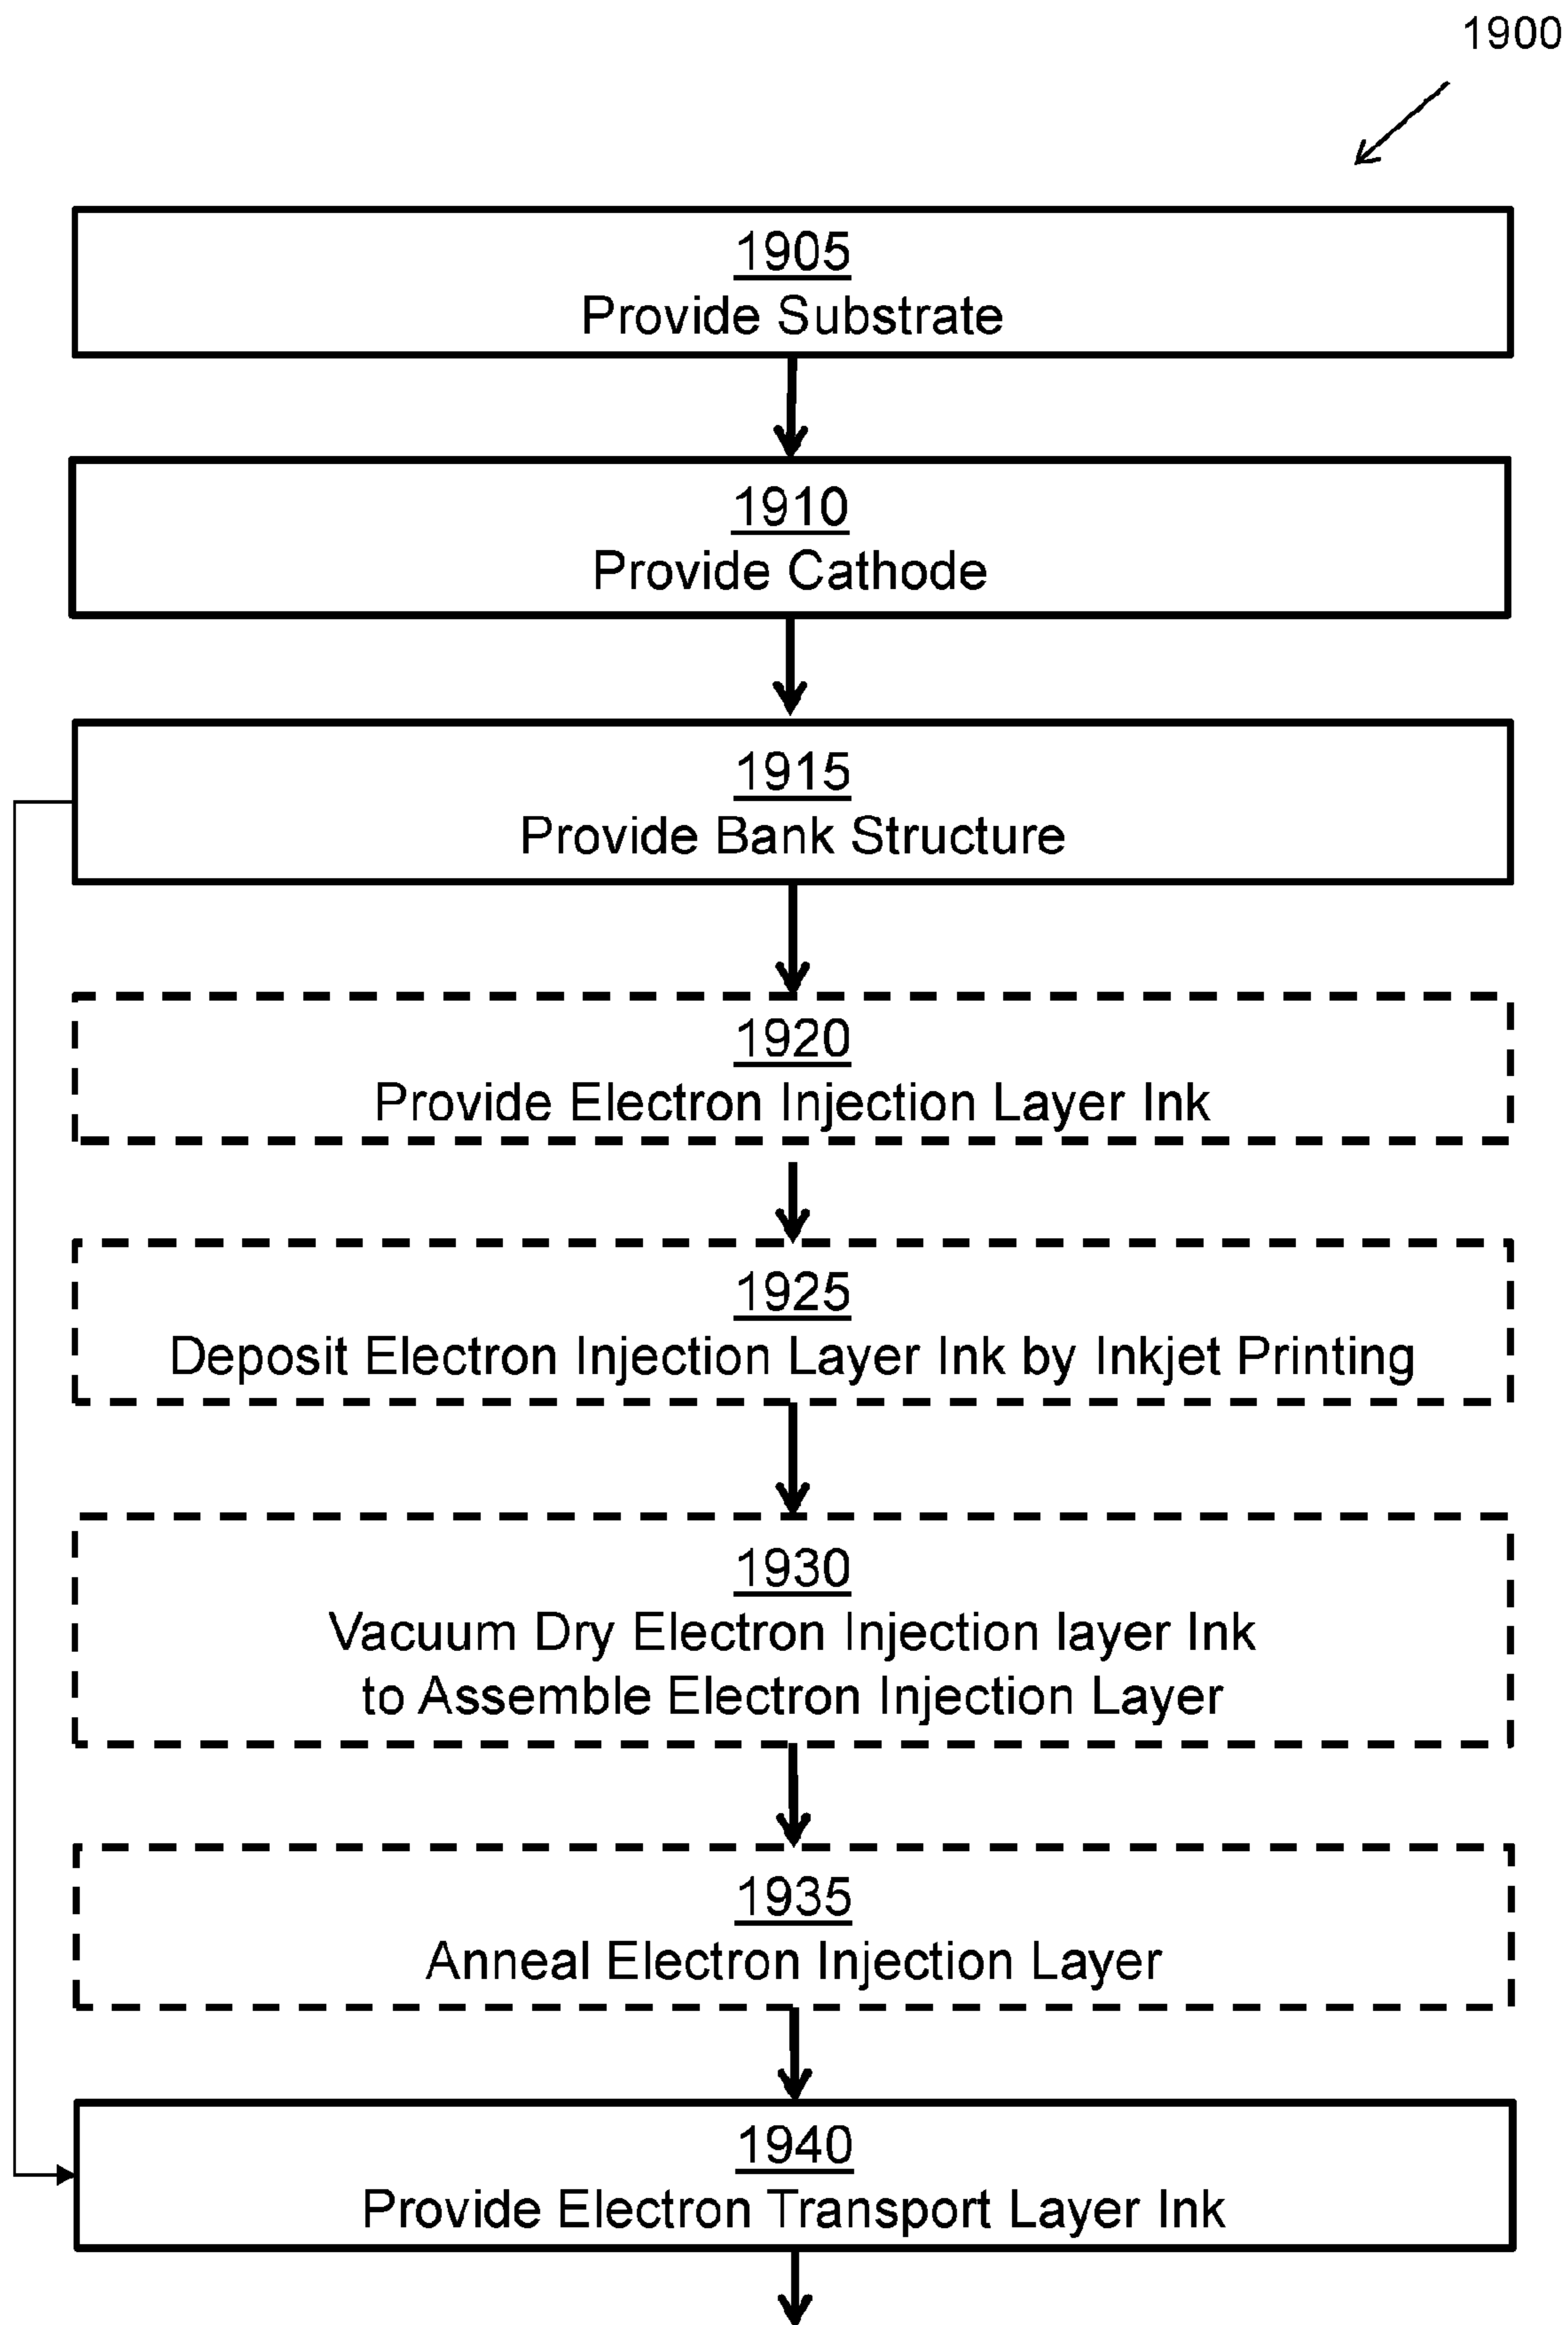 1900
1905
Provide Substrate
1910
Provide Cathode
1915
Provide Bank Structure
1920
Provide Electron Injection Layer Ink
1925
Deposit Electron Injection Layer Ink by Inkjet Printing
1930
Vacuum Dry Electron Injection layer Ink
to Assemble Electron Injection Layer
1935
Anneal Electron Injection Layer
1940
Provide Electron Transport Layer Ink